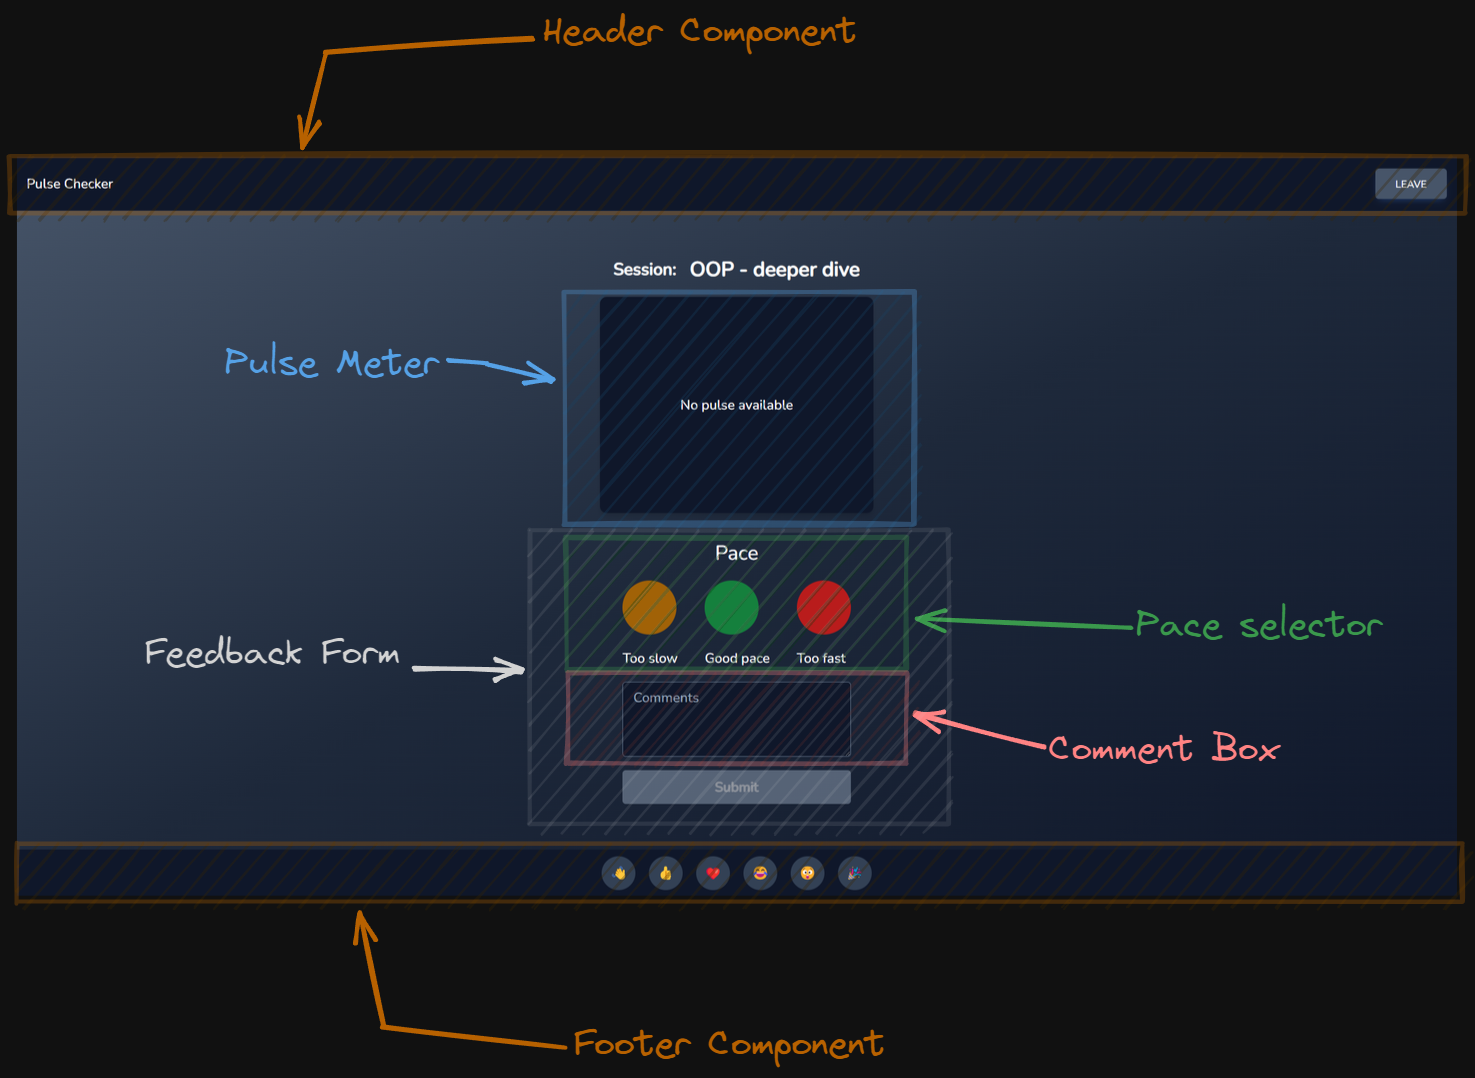 Header Component
Pulse Checker
LEAVE
Session: OOP - deeper dive
Pulse Meter
No pulse available
Pace
Pace selector
Feedback Form
Too slow Good pace Too fast
Comments
Comment Box
Submit
Footer Component